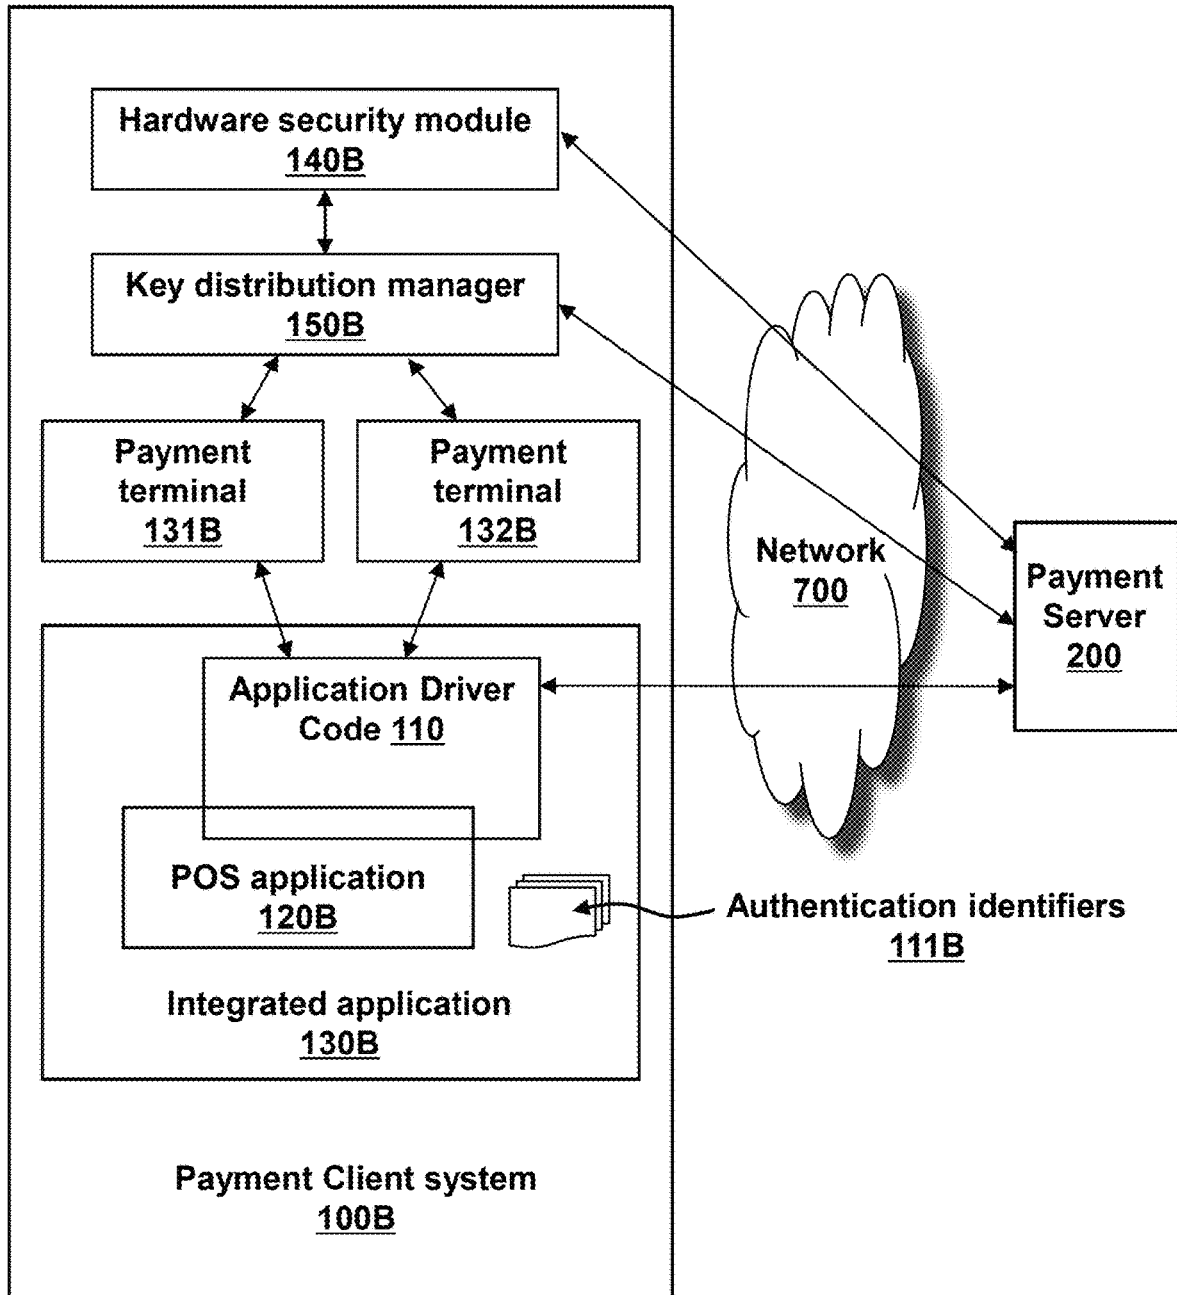 Hardware security module
140B
Key distribution manager
150B
Payment
terminal
131B
Payment
terminal
132B
Network
700
Payment
Server
200
Application Driver
Code 110
POS application
120B
Authentication identifiers
111B
Integrated application
130B
Payment Client system
100B